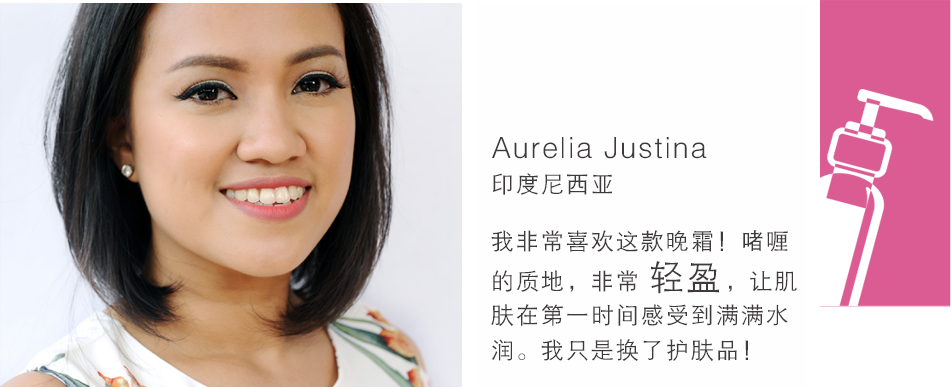 Aurelia Justina
印度尼西亚
我非常喜欢这款晚霜！啫喱
的质地，非常 轻盈，让肌
肤在第一时间感受到满满水
润。我只是换了护肤品！